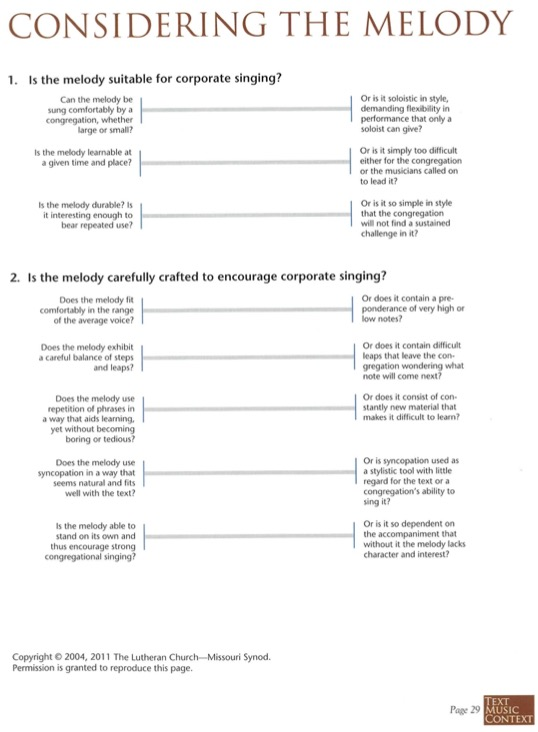 CONSIDERING THE MELODY
1. Is the melody suitable for corporate singing?
Can the melody be
sung comfortably by a
congregation, whether
large or small?
Or is it soloistic in style,
demanding flexibility in
performance that only a
soloist can give?
Is the melody learnable at
a given time and place?
Or is it simply too difficult
either for the congregation
or the musicians called on
to lead it?
Is the melody durable? Is
it interesting enough to
bear repeated use?
Or is it so simple in style
that the congregation
will not find a sustained
challenge in it?
2. Is the melody carefully crafted to encourage corporate singing?
Does the melody fit
comfortably in the range
of the average voice?
Or does it contain a pre-
ponderance of very high or
low notes?
Does the melody exhibit
a careful balance of steps
and leaps?
Or does it contain difficult
leaps that leave the con-
gregation wondering what
note will come next?
Does the melody use
repetition of phrases in
a way that aids learning,
yet without becoming
boring or tedious?
Or does it consist of con-
stantly new material that
makes it difficult to learn?
Does the melody use
syncopation in a way that
seems natural and fits
well with the text?
Or is syncopation used as
a stylistic tool with little
regard for the text or a
congregation's ability to
sing it?
Is the melody able to
stand on its own and
thus encourage strong
congregational singing?
Or is it so dependent on
the accompaniment that
without it the melody lacks
character and interest?
Copyright © 2004, 2011 The Lutheran Church—Missouri Synod.
Permission is granted to reproduce this page.
Page 29
TEXT
MUSIC
CONTEXT